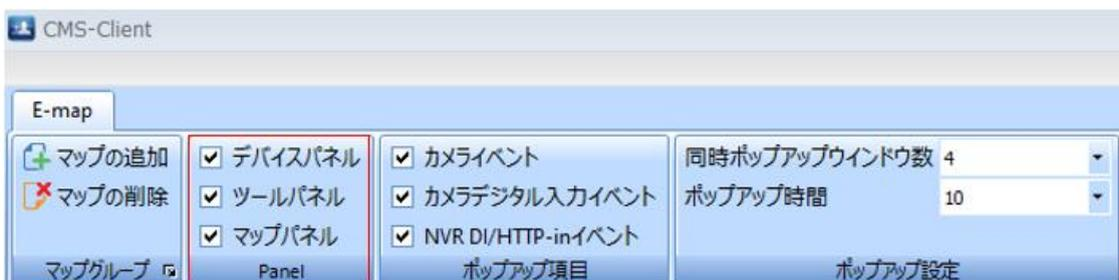 CMS-Client
E-map
マップの追加
マップの削除
マップグループ
デバイスパネル
ツールパネル
マップパネル
Panel
カメライベント
カメラデジタル入力イベント
NVR DI/HTTP-inイベント
ポップアップ項目
同時ポップアップウインドウ数 4
ポップアップ時間 10
ポップアップ設定